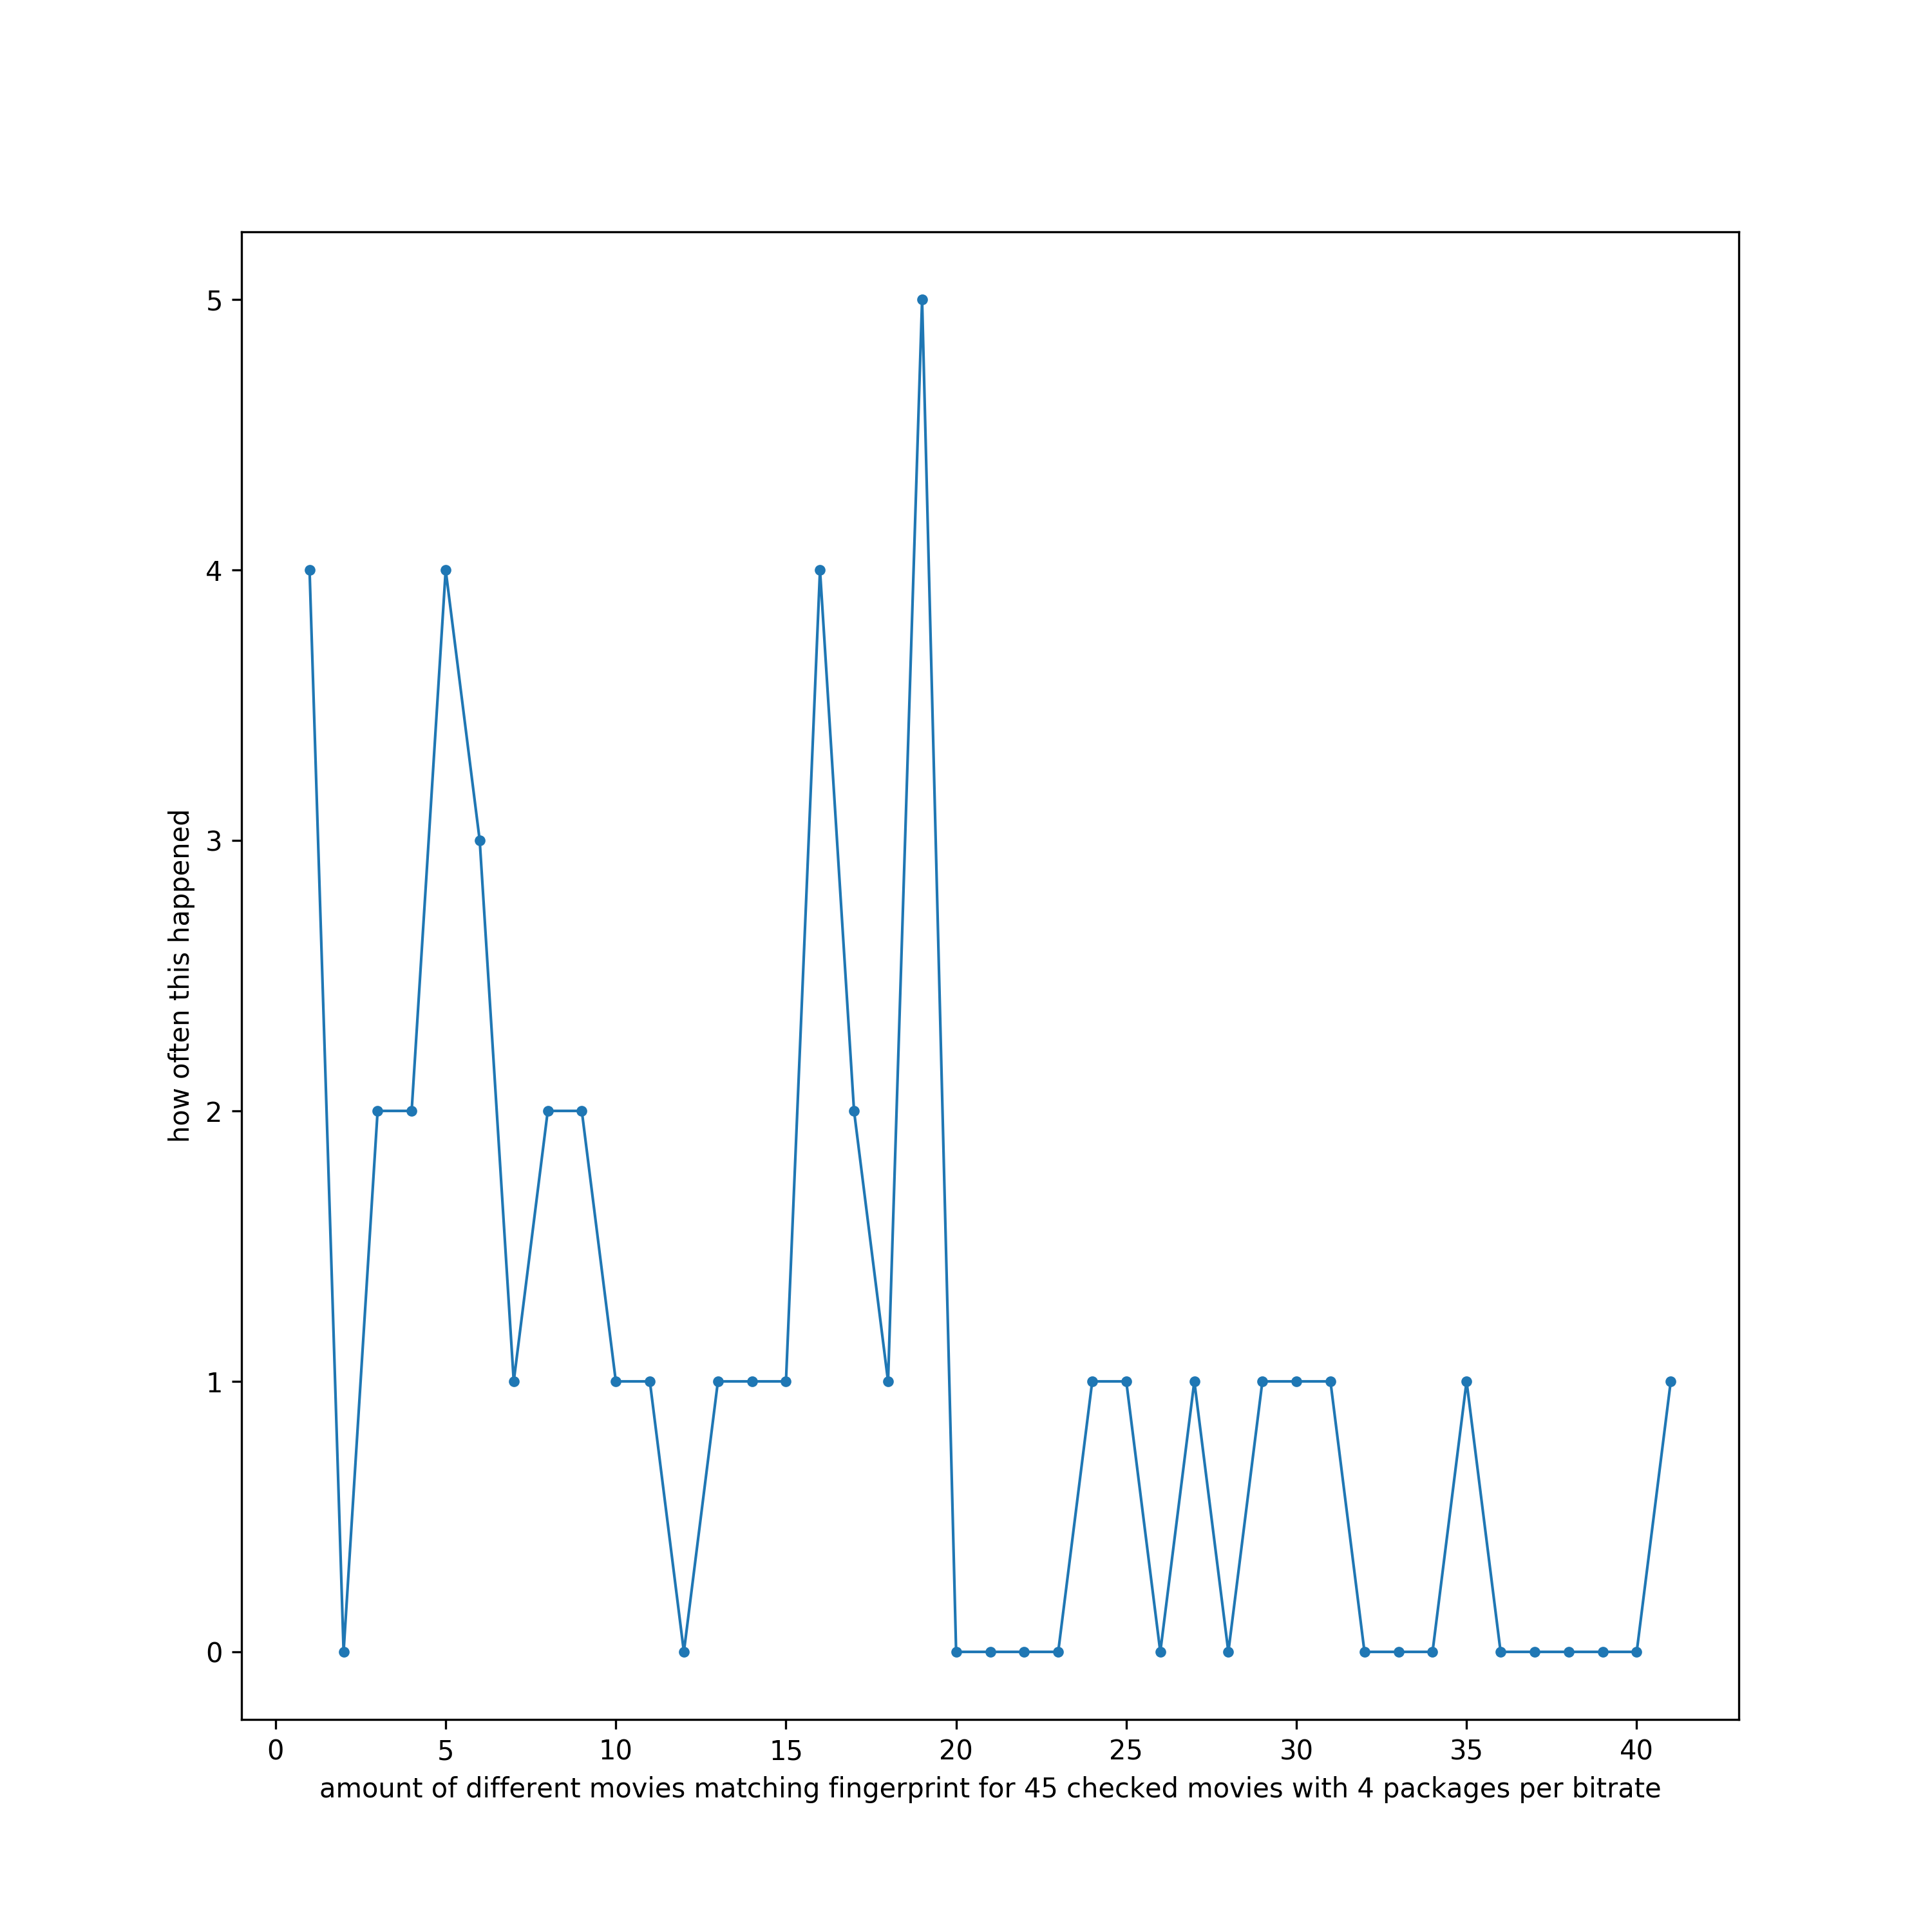 5
4
3
2
1
0
how often this happened
0 5 10 15 20 25 30 35 40
amount of different movies matching fingerprint for 45 checked movies with 4 packages per bitrate